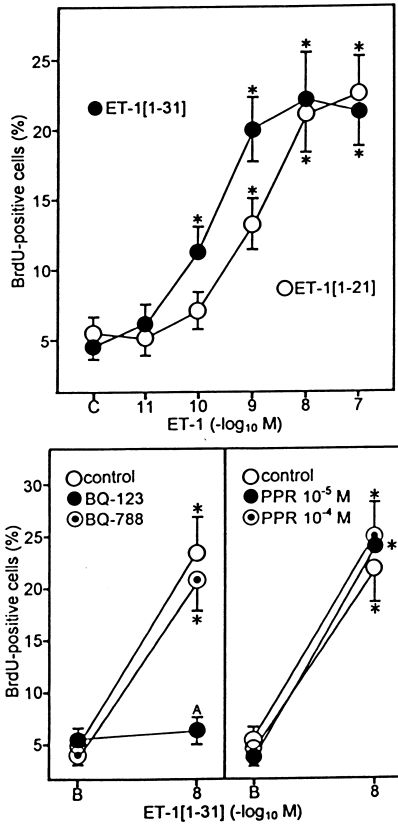 BrdU-positive cells (%)
25
20
15
10
5
ET-1[1-31]
ET-1[1-21]
* * * * * * *
C 11 10 9 8 7
ET-1 (-log₁₀ M)
BrdU-positive cells (%)
30
25
20
15
10
5
control
BQ-123
BQ-788
*
*
A
control
PPR 10⁻⁵ M
PPR 10⁻⁴ M
*
*
*
B 8 B 8
ET-1[1-31] (-log₁₀ M)